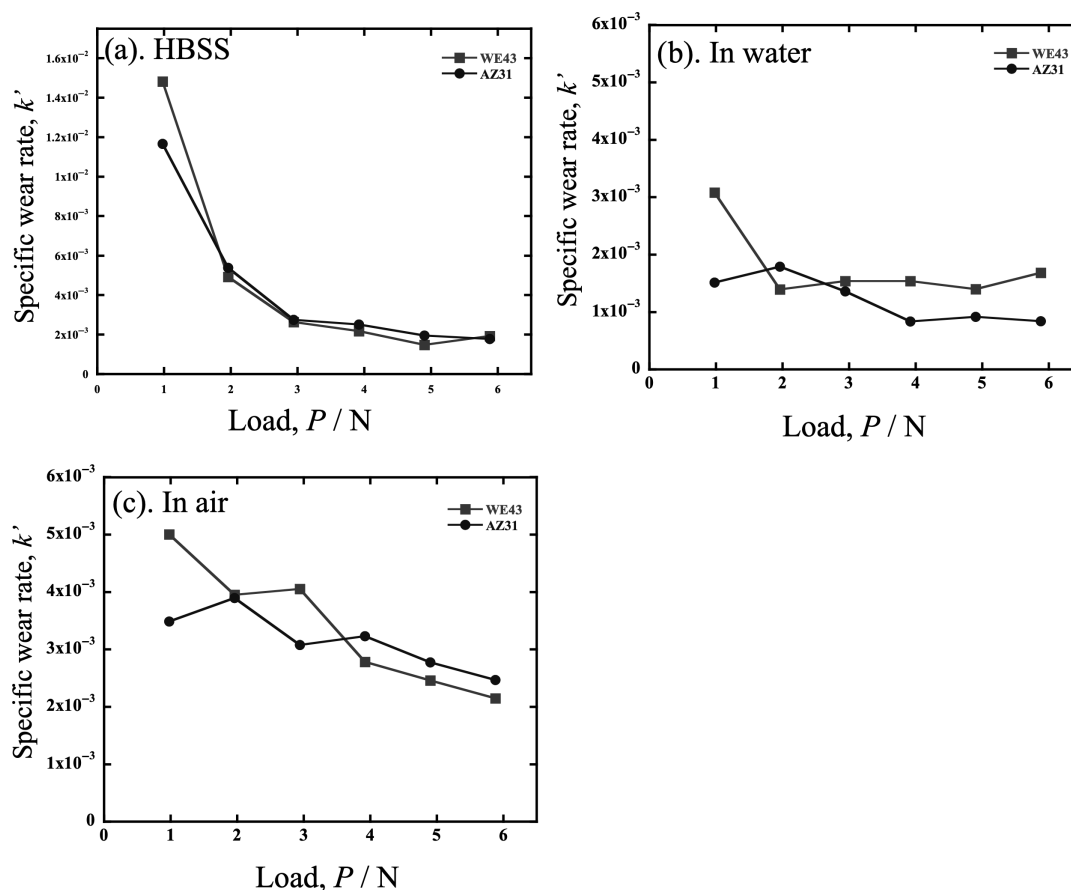 (a). HBSS
WE43
AZ31
Specific wear rate, k’
1.6x10⁻²
1.4x10⁻²
1.2x10⁻²
1x10⁻²
8x10⁻³
6x10⁻³
4x10⁻³
2x10⁻³
0
0 1 2 3 4 5 6
Load, P / N
(b). In water
WE43
AZ31
Specific wear rate, k’
6x10⁻³
5x10⁻³
4x10⁻³
3x10⁻³
2x10⁻³
1x10⁻³
0
0 1 2 3 4 5 6
Load, P / N
(c). In air
WE43
AZ31
Specific wear rate, k’
6x10⁻³
5x10⁻³
4x10⁻³
3x10⁻³
2x10⁻³
1x10⁻³
0
0 1 2 3 4 5 6
Load, P / N